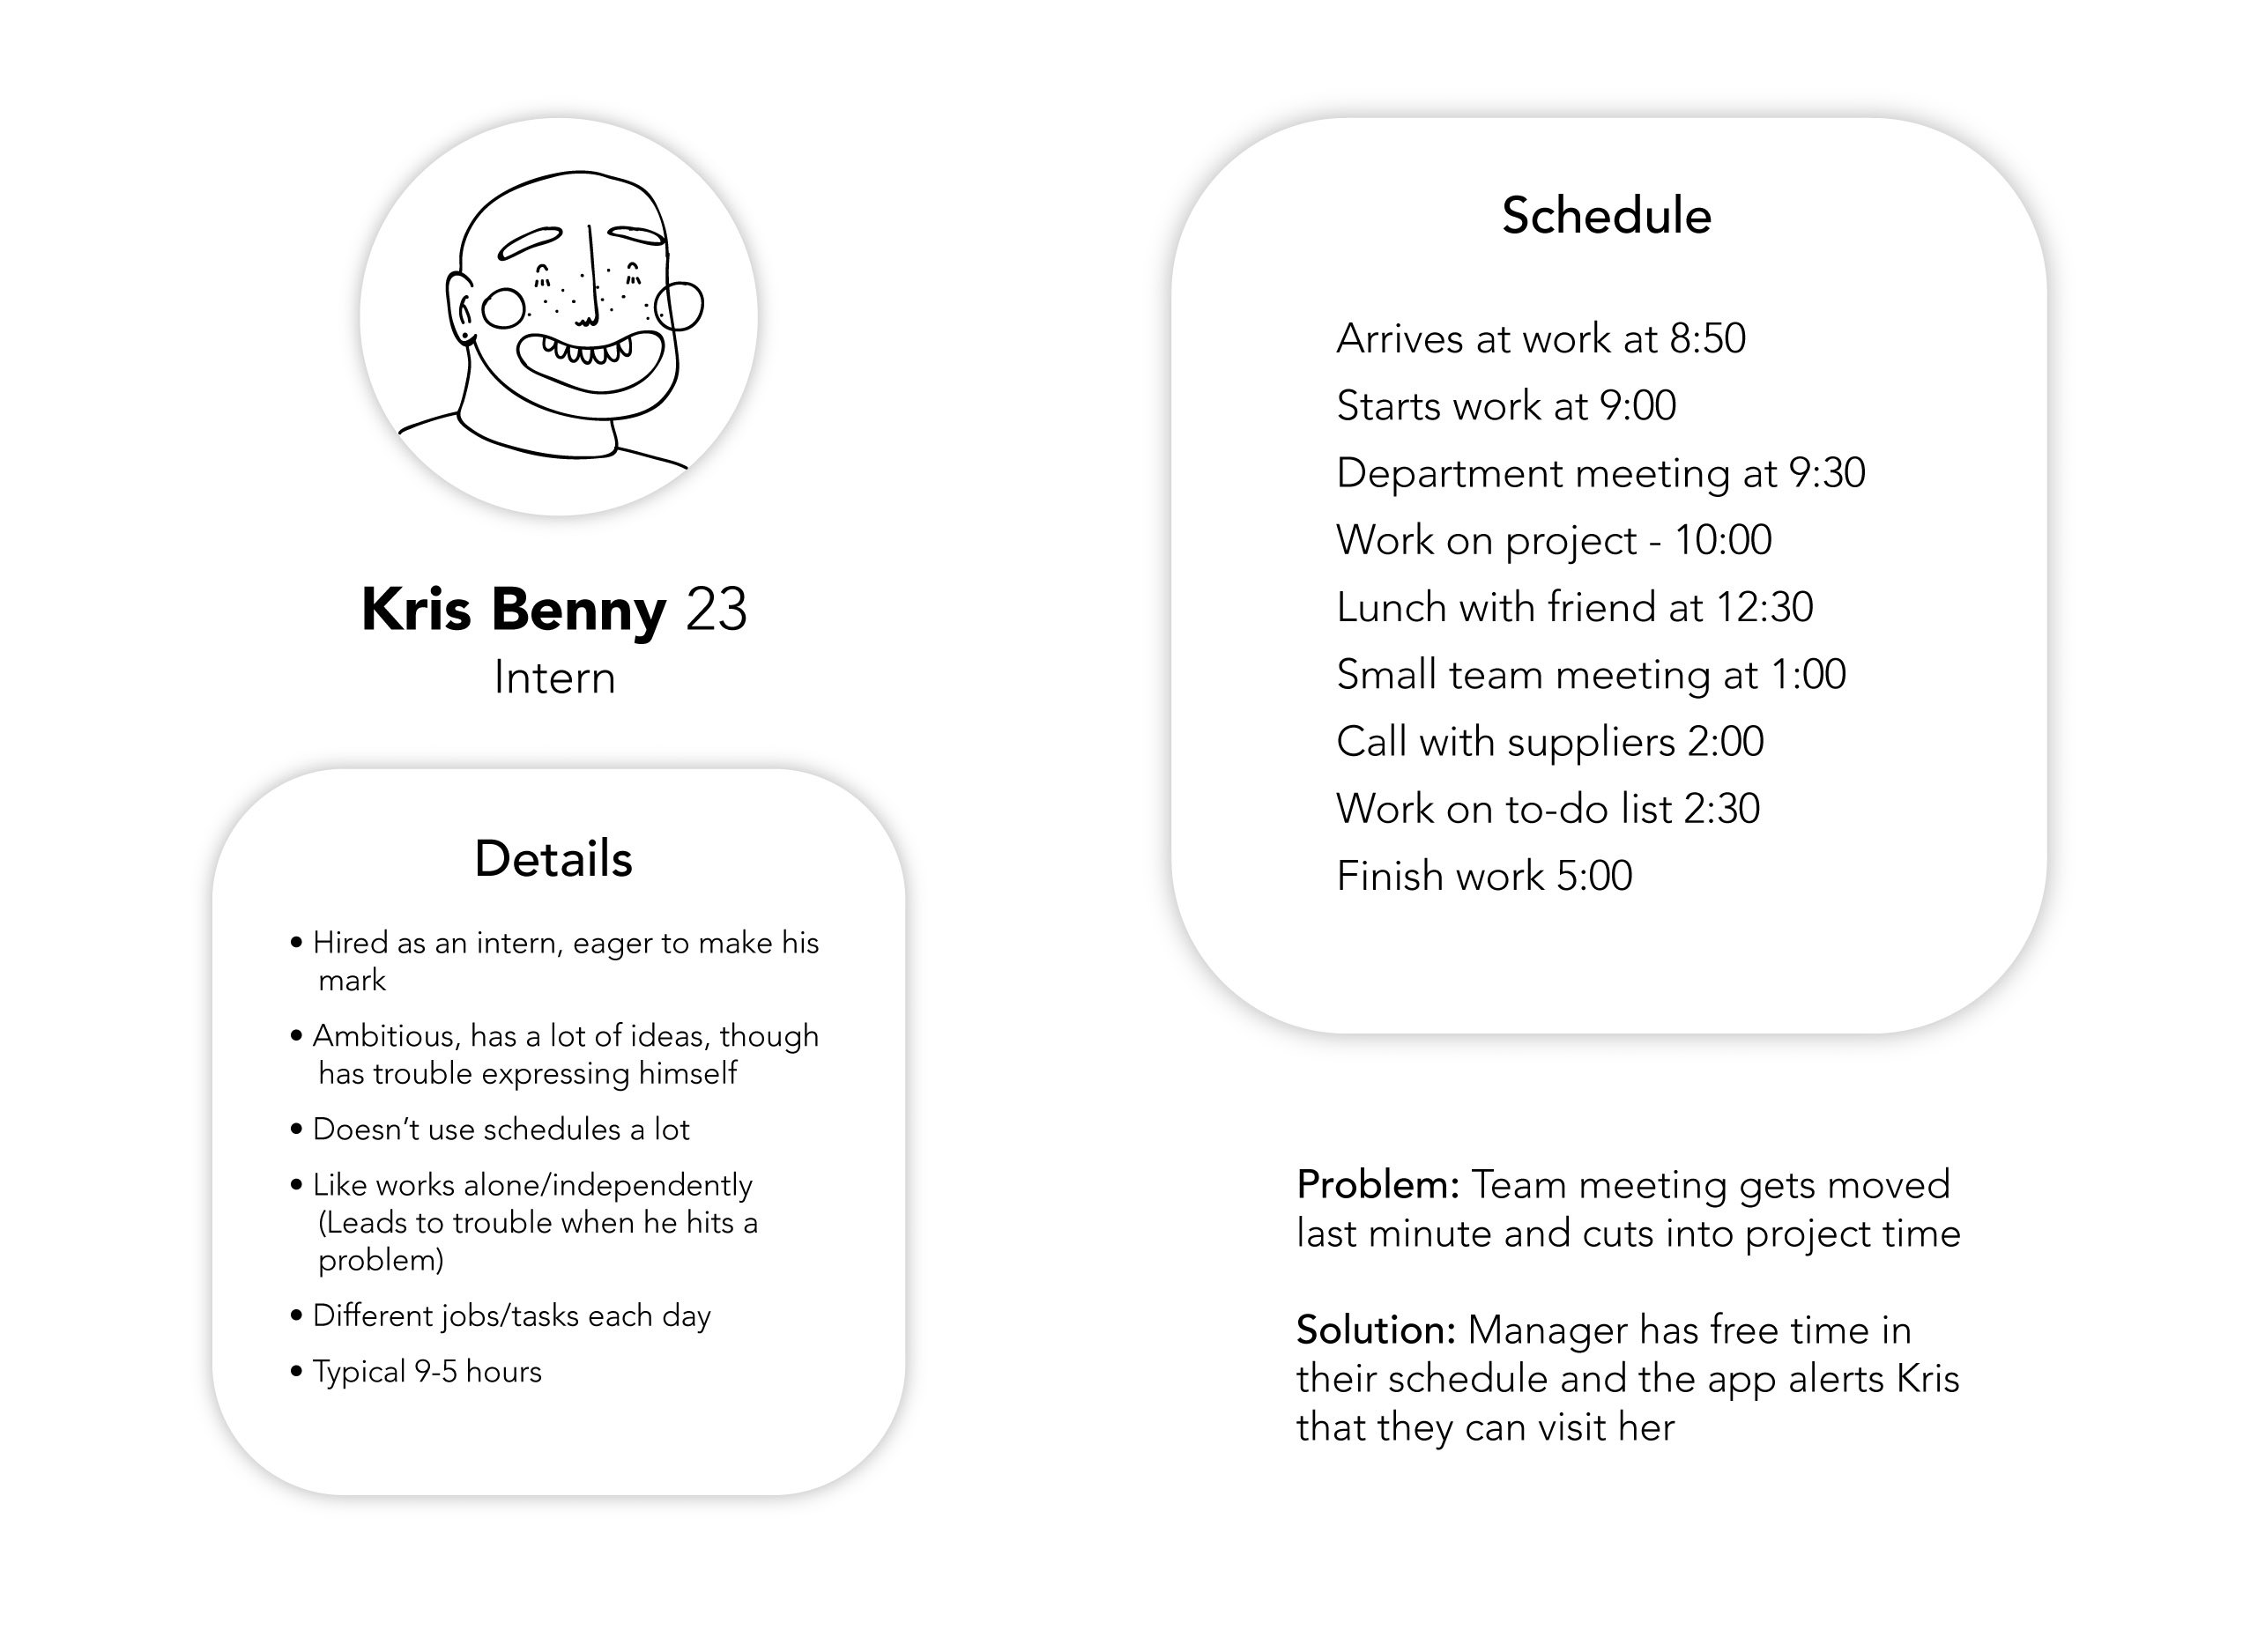 Kris Benny 23
Intern
Details
• Hired as an intern, eager to make his
mark
• Ambitious, has a lot of ideas, though
has trouble expressing himself
• Doesn’t use schedules a lot
• Like works alone/independently
(Leads to trouble when he hits a
problem)
• Different jobs/tasks each day
• Typical 9-5 hours
Schedule
Arrives at work at 8:50
Starts work at 9:00
Department meeting at 9:30
Work on project - 10:00
Lunch with friend at 12:30
Small team meeting at 1:00
Call with suppliers 2:00
Work on to-do list 2:30
Finish work 5:00
Problem: Team meeting gets moved
last minute and cuts into project time
Solution: Manager has free time in
their schedule and the app alerts Kris
that they can visit her